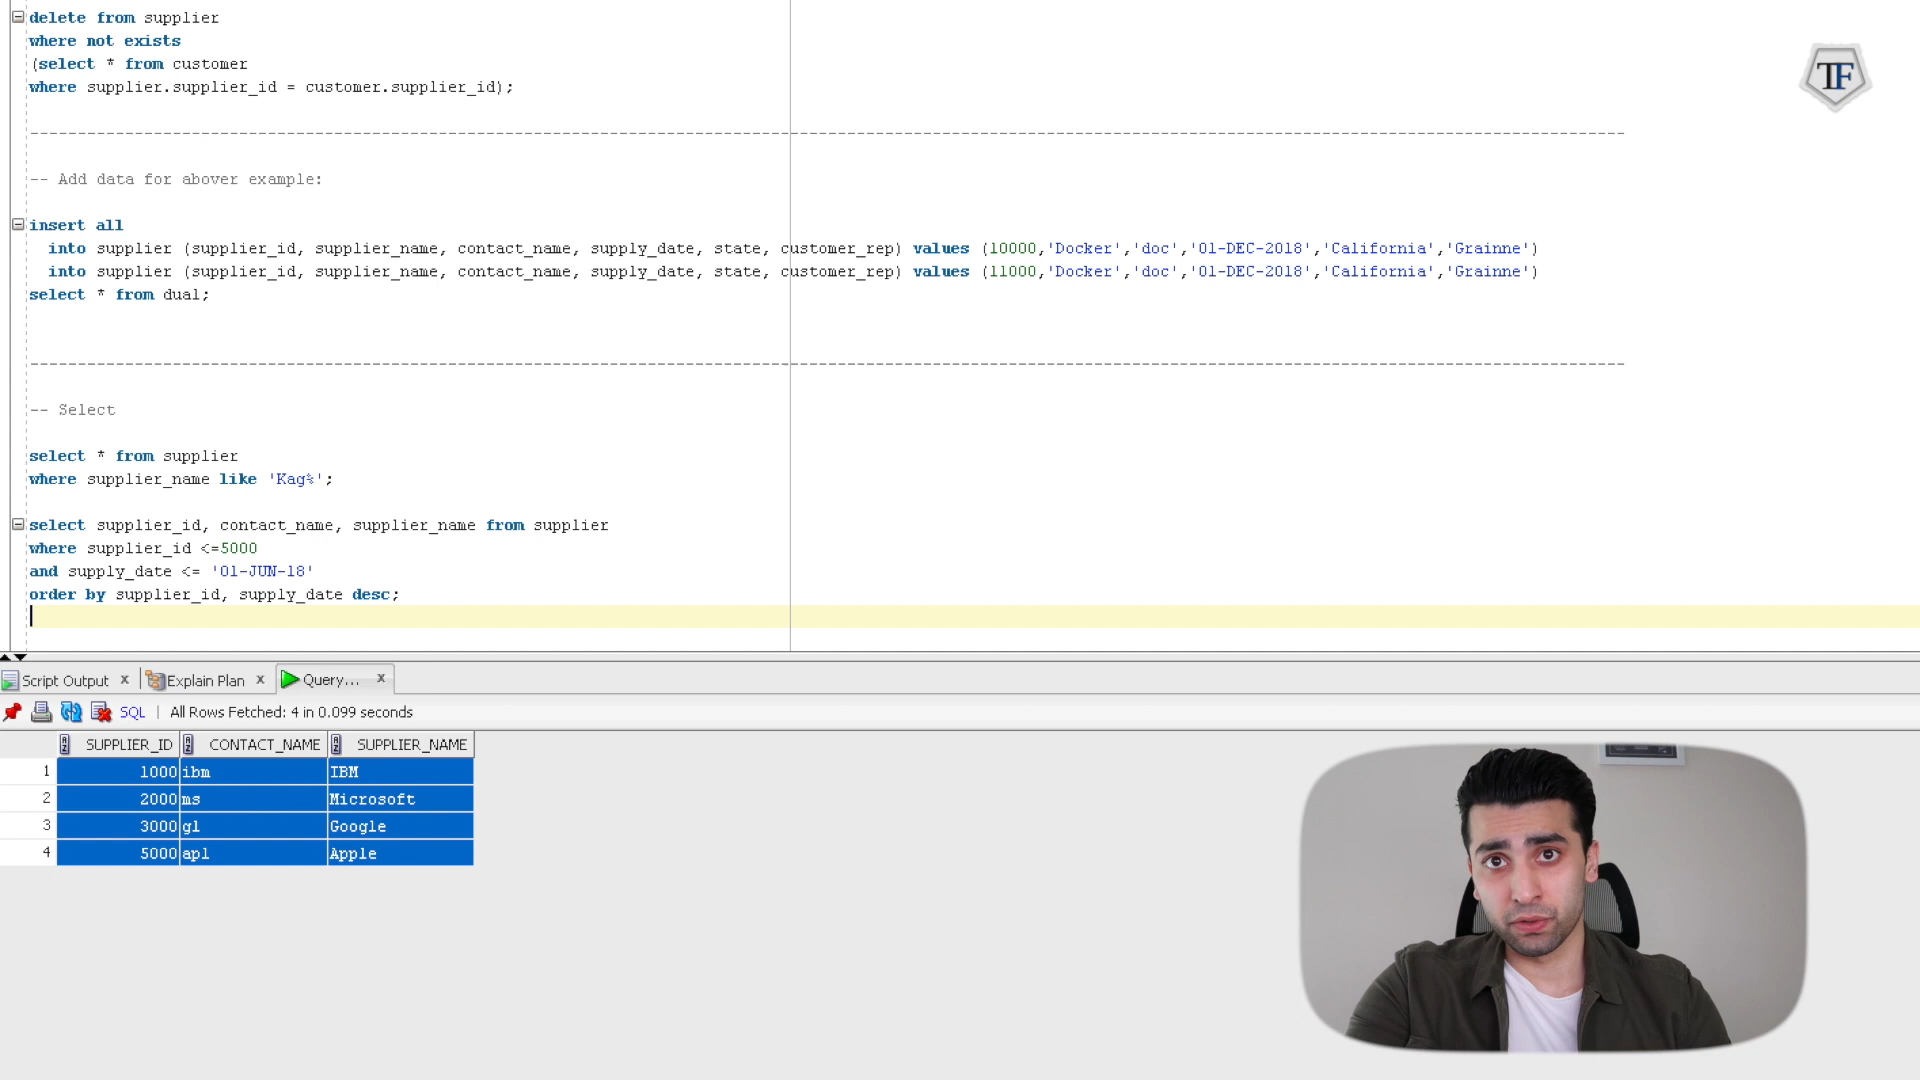 delete from supplier
where not exists
(select * from customer
where supplier.supplier_id = customer.supplier_id);
TF
-- Add data for abover example:
insert all
into supplier (supplier_id, supplier_name, contact_name, supply_date, state, customer_rep) values (10000,'Docker','doc','01-DEC-2018','California','Grainne')
into supplier (supplier_id, supplier_name, contact_name, supply_date, state, customer_rep) values (11000,'Docker','doc','01-DEC-2018','California','Grainne')
select * from dual;
-- Select
select * from supplier
where supplier_name like 'Kag%';
select supplier_id, contact_name, supplier_name from supplier
where supplier_id <=5000
and supply_date <= '01-JUN-18'
order by supplier_id, supply_date desc;
Script Output x Explain Plan x Query... x
SQL | All Rows Fetched: 4 in 0.099 seconds
SUPPLIER_ID CONTACT_NAME SUPPLIER_NAME
1 1000 ibm IBM
2 2000 ms Microsoft
3 3000 gl Google
4 5000 apl Apple